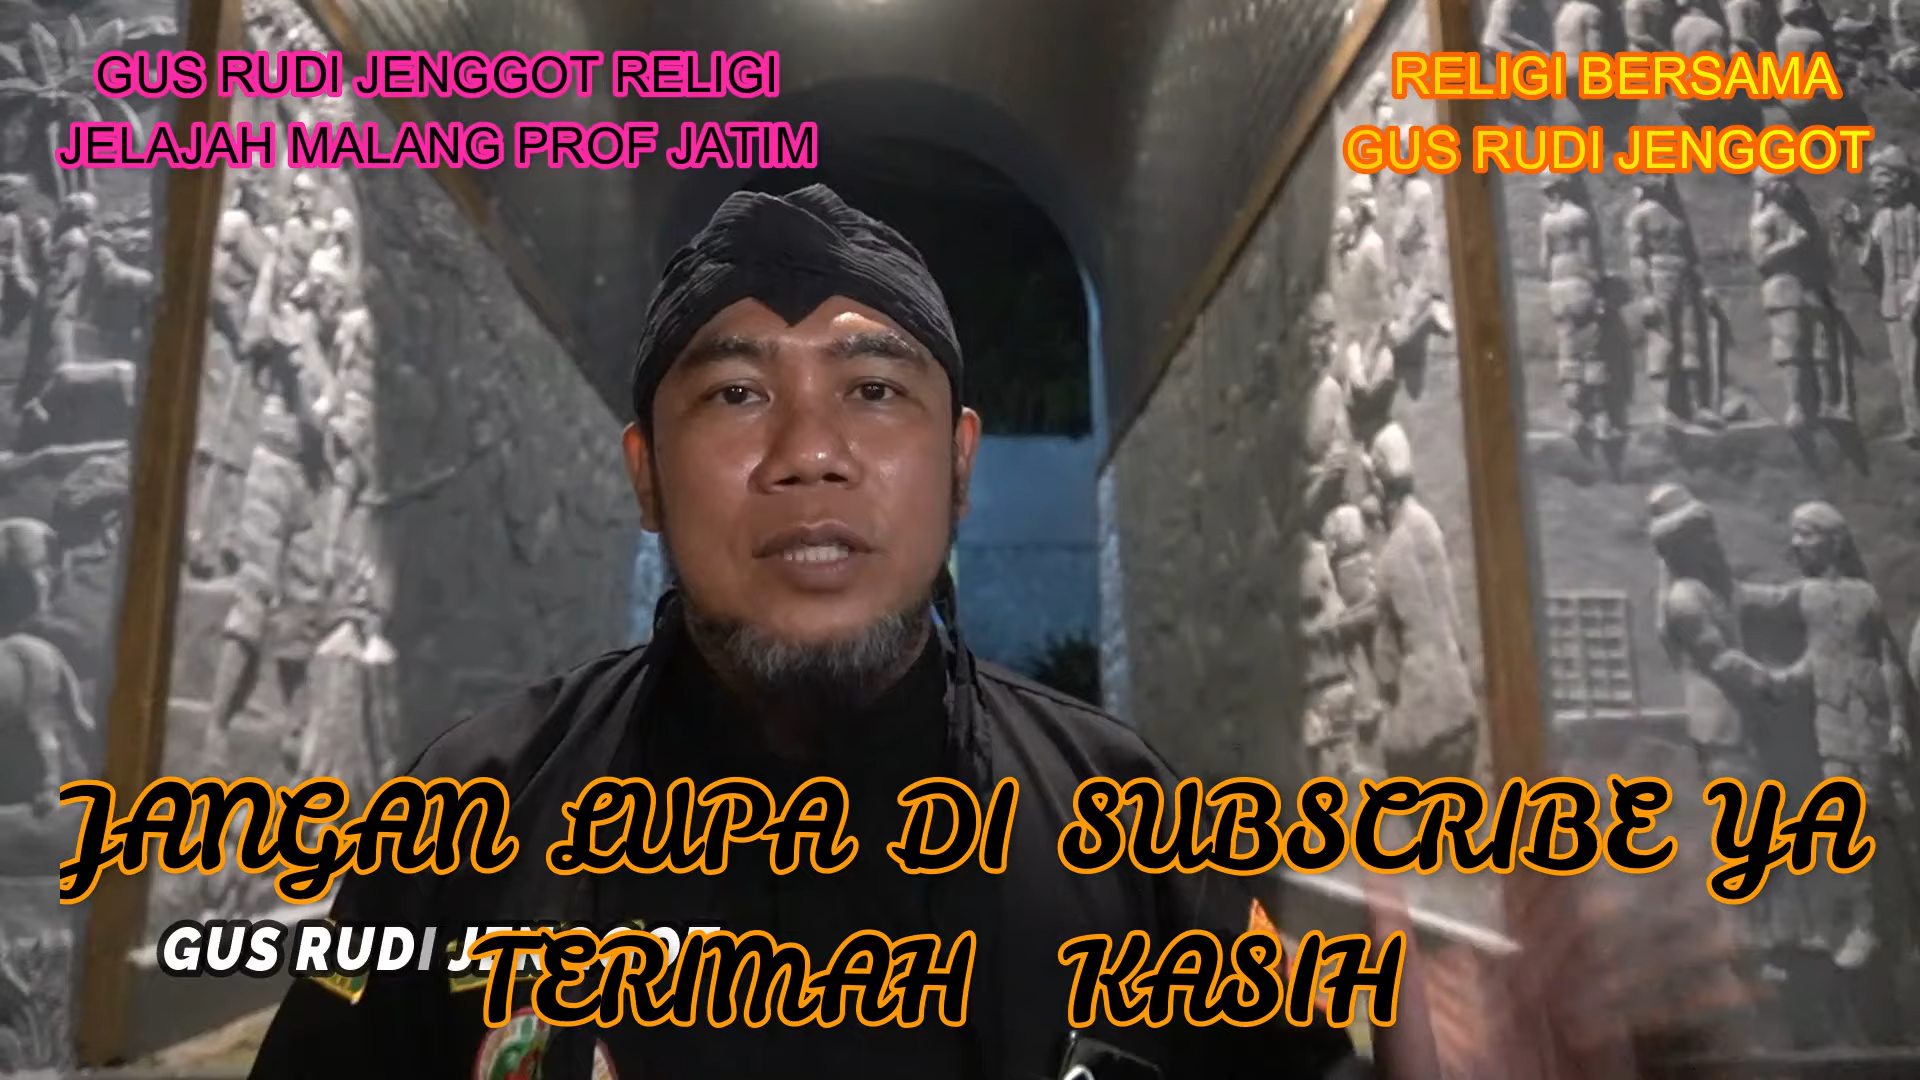 GUS RUDI JENGGOT RELIGI
JELAJAH MALANG PROF JATIM
RELIGI BERSAMA
GUS RUDI JENGGOT
JANGAN LUPA DI SUBSCRIBE YA
GUS RUDI JENGGOT
TERIMAH KASIH